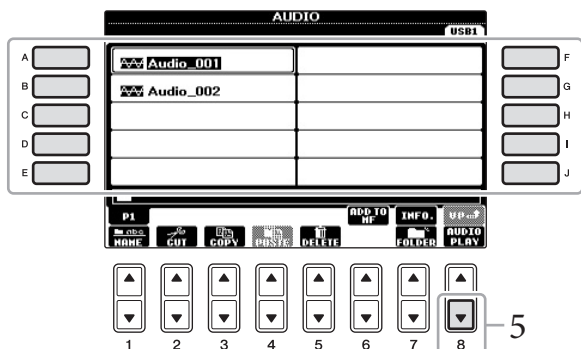 AUDIO
USB1
A
Audio_001
F
B
Audio_002
G
C
H
D
I
E
J
P1
ADD TO MF
INFO.
UP
abc NAME
CUT
COPY
PASTE
DELETE
FOLDER
AUDIO PLAY
5
1 2 3 4 5 6 7 8